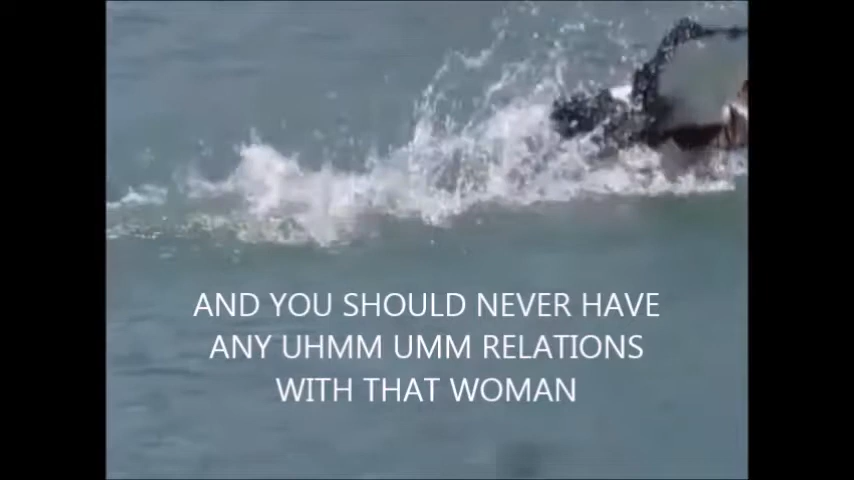 AND YOU SHOULD NEVER HAVE
ANY UHMM UMM RELATIONS
WITH THAT WOMAN